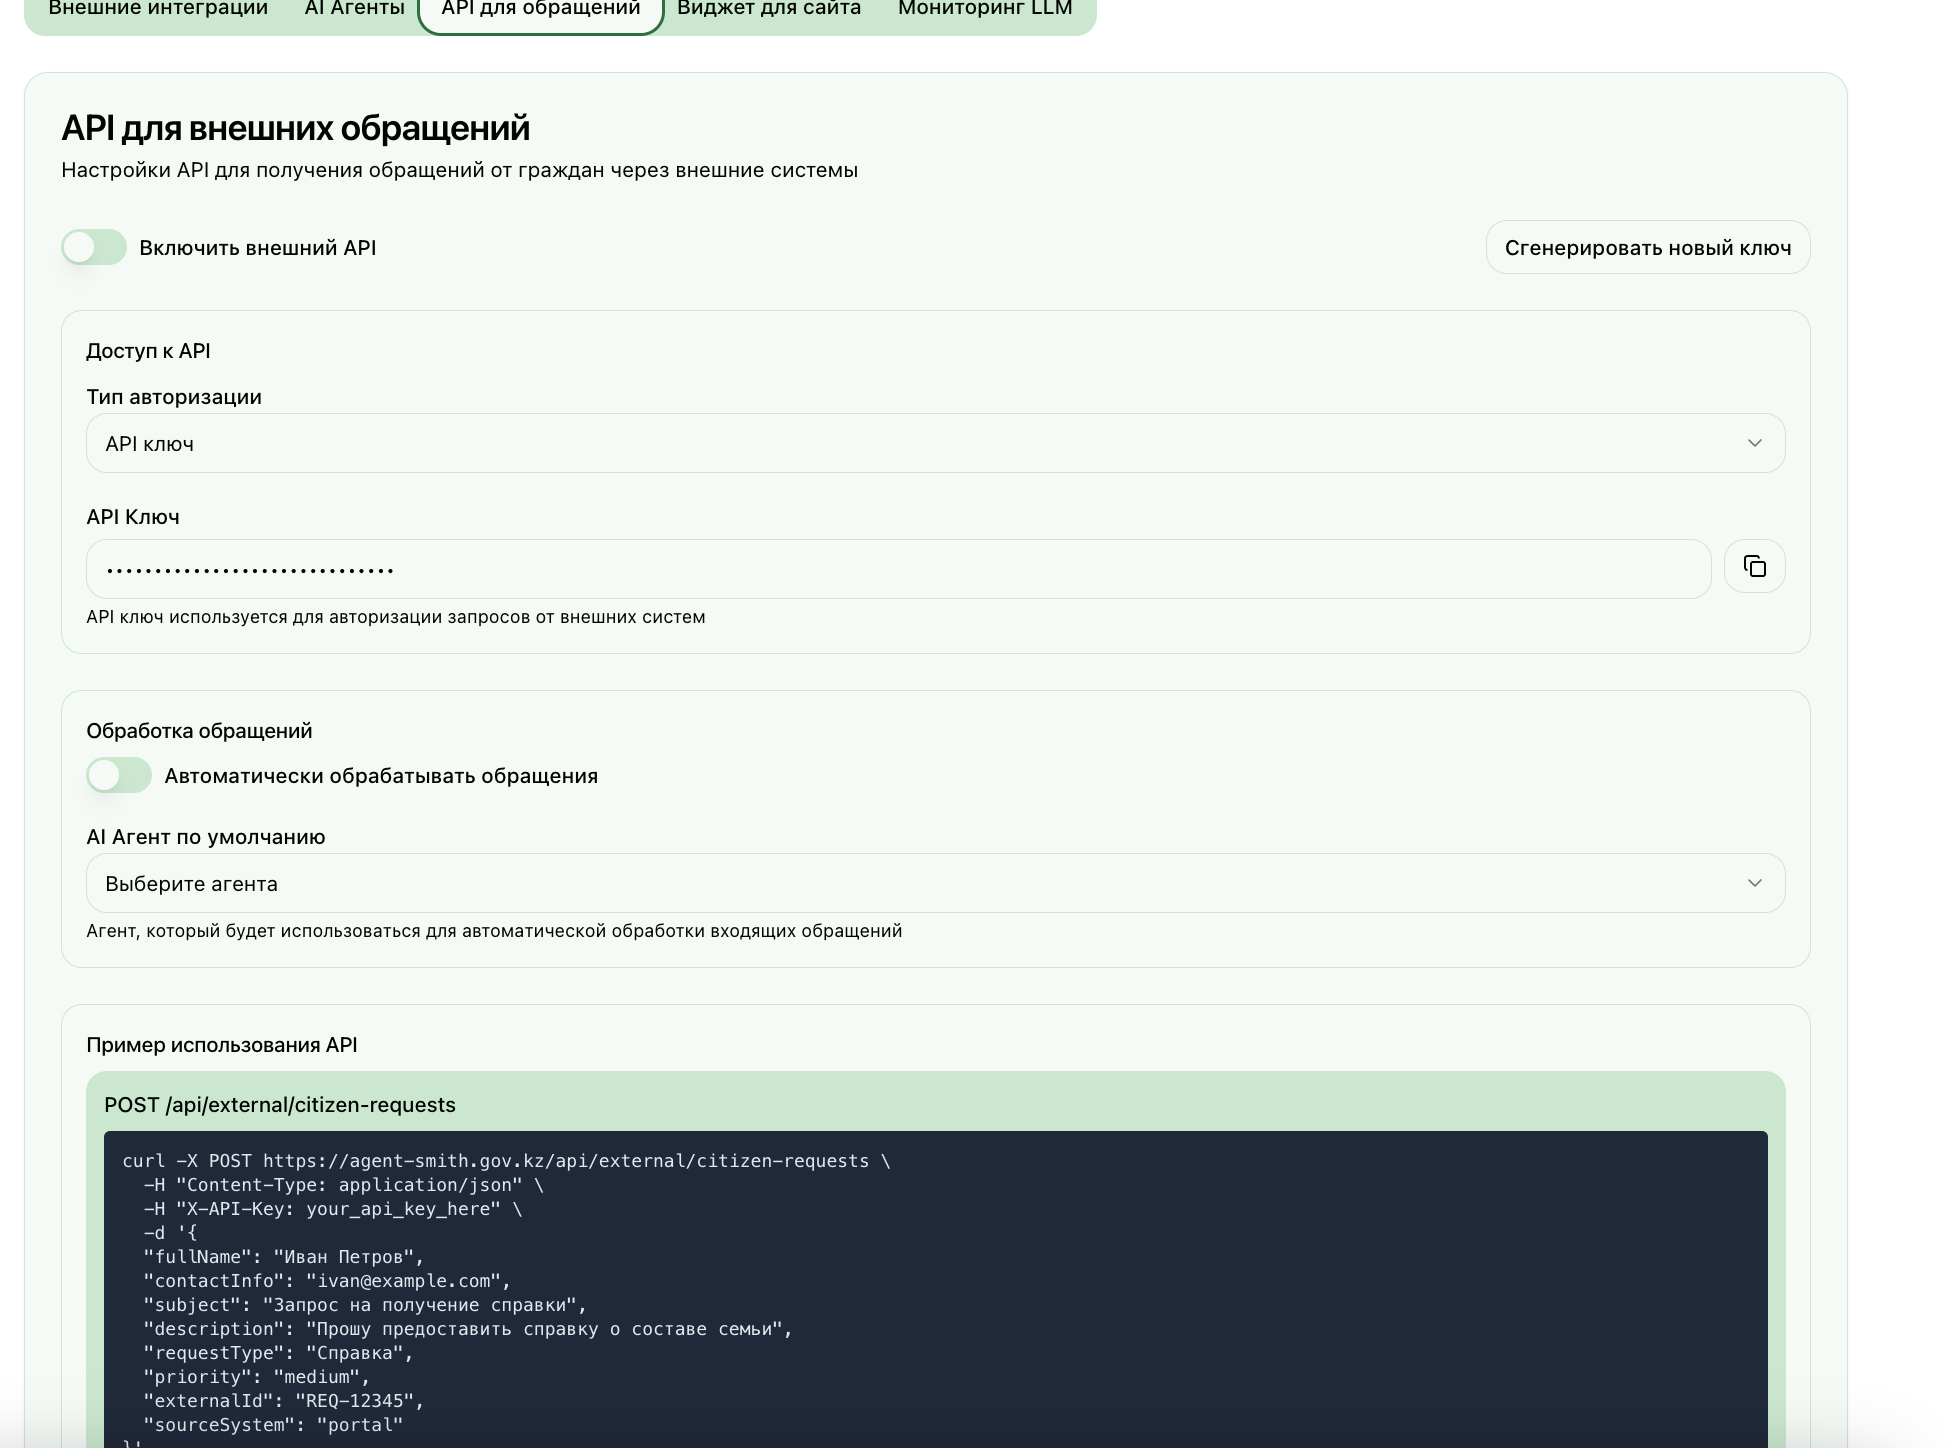 Внешние интеграции AI Агенты API для обращений Виджет для сайта Мониторинг LLM
API для внешних обращений
Настройки API для получения обращений от граждан через внешние системы
Включить внешний API
Сгенерировать новый ключ
Доступ к API
Тип авторизации
API ключ
API Ключ
••••••••••••••••••••••••••••••
API ключ используется для авторизации запросов от внешних систем
Обработка обращений
Автоматически обрабатывать обращения
AI Агент по умолчанию
Выберите агента
Агент, который будет использоваться для автоматической обработки входящих обращений
Пример использования API
POST /api/external/citizen-requests
curl -X POST https://agent-smith.gov.kz/api/external/citizen-requests \
-H "Content-Type: application/json" \
-H "X-API-Key: your_api_key_here" \
-d '{
"fullName": "Иван Петров",
"contactInfo": "ivan@example.com",
"subject": "Запрос на получение справки",
"description": "Прошу предоставить справку о составе семьи",
"requestType": "Справка",
"priority": "medium",
"externalId": "REQ-12345",
"sourceSystem": "portal"
}'